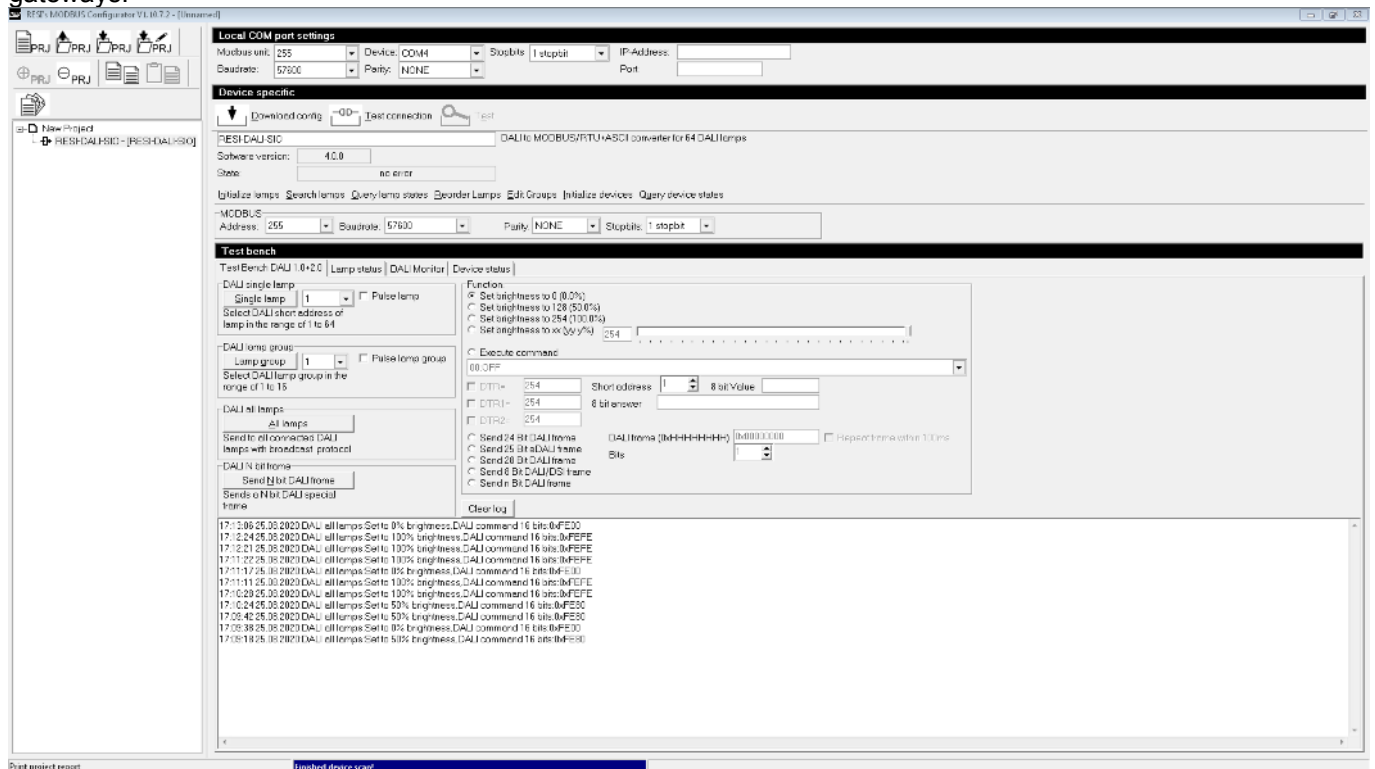 gateways.
RESI's MODBUS Configurator V1.10.7.2 - [Unnamed]
PRJ PRJ PRJ PRJ
PRJ PRJ
New Project
RESI-DALI-SIO - [RESI-DALI-SIO]
Local COM port settings
Modbus unit: 255 Device: COM4 Stopbits: 1 stopbit IP-Address:
Baudrate: 57600 Parity: NONE Port:
Device specific
Download config Test connection Test
RESI-DALI-SIO DALI to MODBUS/RTU+ASCII converter for 64 DALI lamps
Software version: 4.0.0
State: no error
Initialize lamps Search lamps Query lamp states Reorder Lamps Edit Groups Initialize devices Query device states
MODBUS
Address: 255 Baudrate: 57600 Parity: NONE Stopbits: 1 stopbit
Test bench
Test Bench DALI 1.0+2.0 Lamp status DALI Monitor Device status
DALI single lamp
Single lamp 1 Pulse lamp
Select DALI short address of
lamp in the range of 1 to 64
DALI lamp group
Lamp group 1 Pulse lamp group
Select DALI lamp group in the
range of 1 to 16
DALI all lamps
All lamps
Send to all connected DALI
lamps with broadcast protocol
DALI N bit frame
Send N bit DALI frame
Sends a N bit DALI special
frame
Function
Set brightness to 0 (0.0%)
Set brightness to 128 (50.0%)
Set brightness to 254 (100.0%)
Set brightness to xx (yy.y%) 254
Execute command
00:OFF
DTR= 254 Short address 1 8 bit Value
DTR1= 254 8 bit answer
DTR2= 254
Send 24 Bit DALI frame DALI frame (0xHHHHHHHH) 0x00000000 Repeat frame within 100ms
Send 25 Bit eDALI frame Bits 1
Send 20 Bit DALI frame
Send 8 Bit DALI/DSI frame
Send n Bit DALI frame
Clear log
17:13:06 25.08.2020:DALI all lamps:Set to 0% brightness,DALI command 16 bits:0xFE00
17:12:24 25.08.2020:DALI all lamps:Set to 100% brightness,DALI command 16 bits:0xFEFE
17:12:21 25.08.2020:DALI all lamps:Set to 100% brightness,DALI command 16 bits:0xFEFE
17:11:22 25.08.2020:DALI all lamps:Set to 100% brightness,DALI command 16 bits:0xFEFE
17:11:17 25.08.2020:DALI all lamps:Set to 0% brightness,DALI command 16 bits:0xFE00
17:11:11 25.08.2020:DALI all lamps:Set to 100% brightness,DALI command 16 bits:0xFEFE
17:10:28 25.08.2020:DALI all lamps:Set to 100% brightness,DALI command 16 bits:0xFEFE
17:10:24 25.08.2020:DALI all lamps:Set to 50% brightness,DALI command 16 bits:0xFE80
17:09:42 25.08.2020:DALI all lamps:Set to 50% brightness,DALI command 16 bits:0xFE80
17:09:38 25.08.2020:DALI all lamps:Set to 0% brightness,DALI command 16 bits:0xFE00
17:09:18 25.08.2020:DALI all lamps:Set to 50% brightness,DALI command 16 bits:0xFE80
Print project report
Finished device scan!